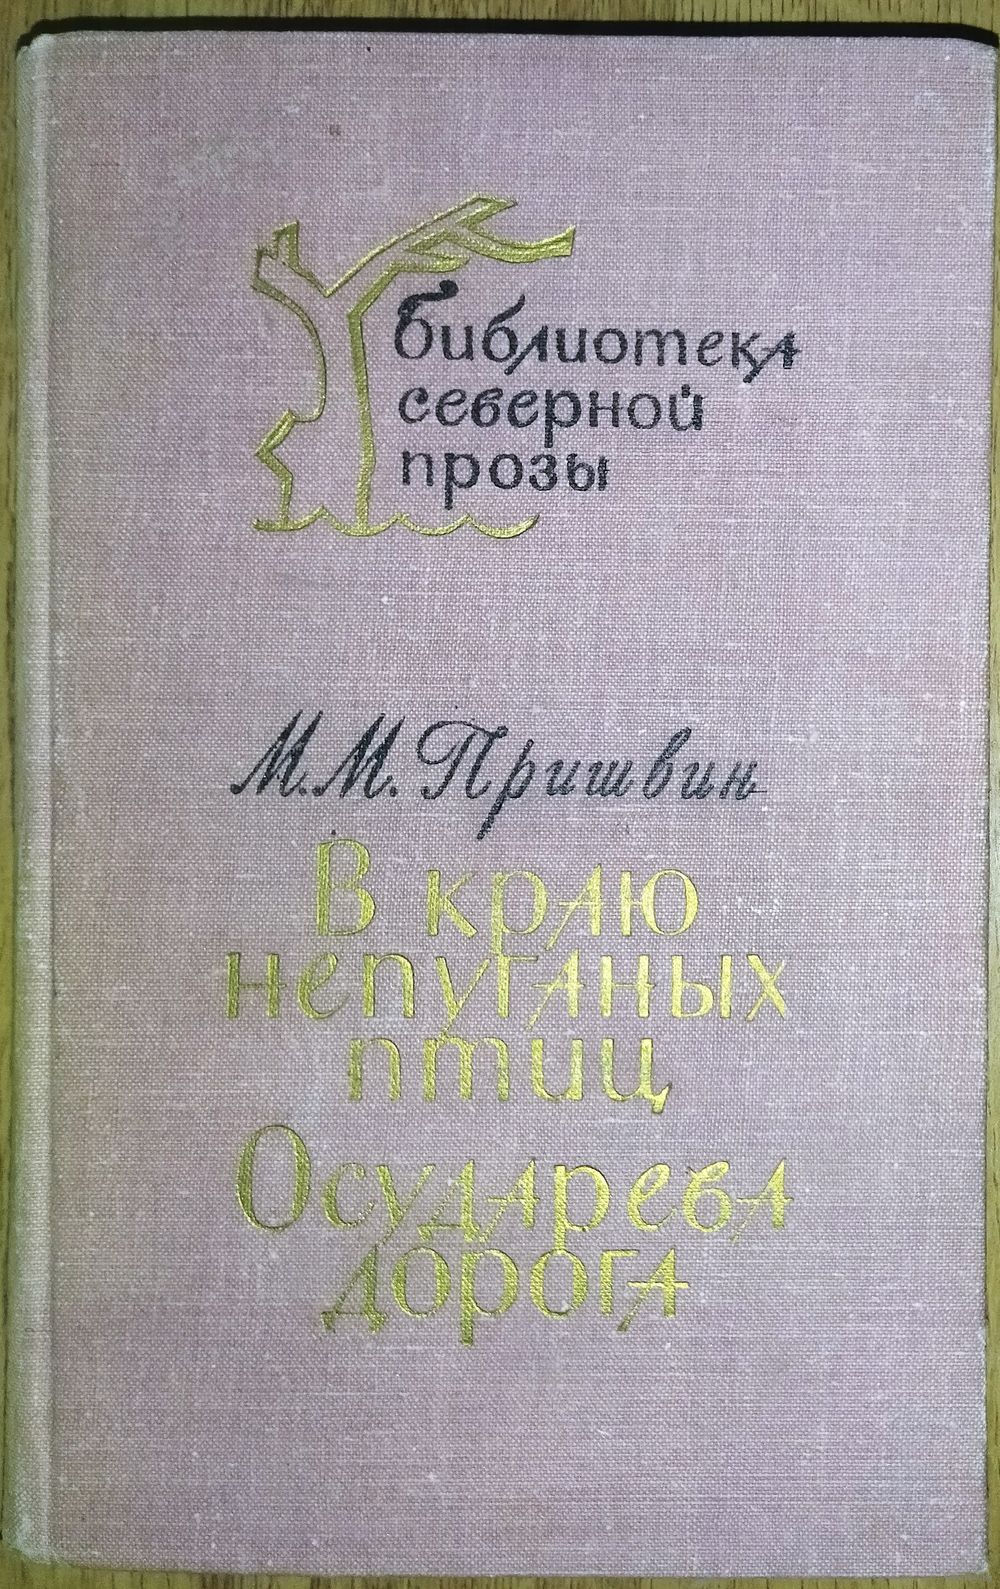 библиотека
северной
прозы
М.М. Пришвин
В краю
непуганых
птиц
Осударева
дорога